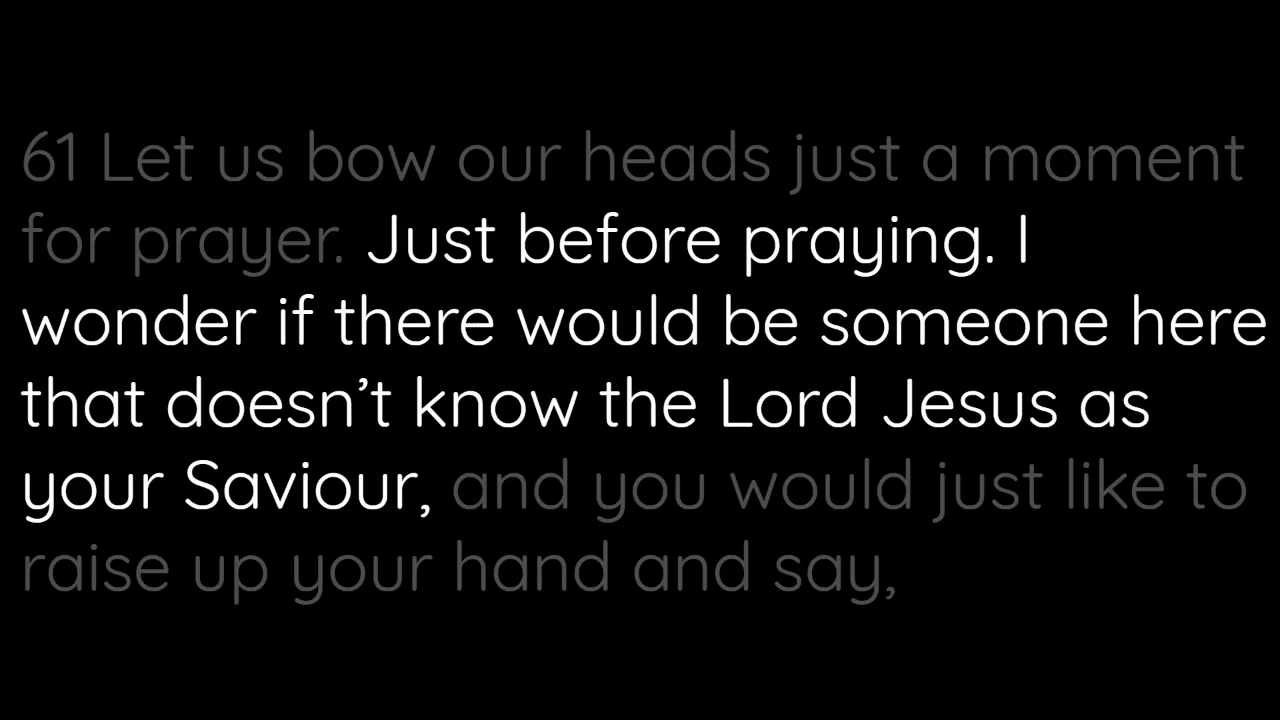 61 Let us bow our heads just a moment
for prayer. Just before praying. I
wonder if there would be someone here
that doesn’t know the Lord Jesus as
your Saviour, and you would just like to
raise up your hand and say,